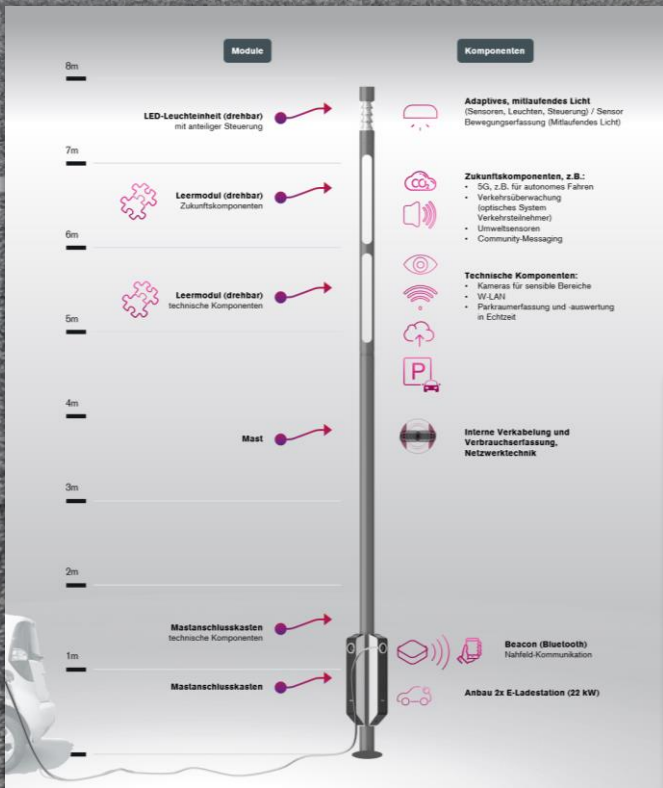 Module
Komponenten
8m
LED-Leuchteinheit (drehbar)
mit anteiliger Steuerung
Adaptives, mitlaufendes Licht
(Sensoren, Leuchten, Steuerung) / Sensor
Bewegungserfassung (Mitlaufendes Licht)
7m
Leermodul (drehbar)
Zukunftskomponenten
CO2
Zukunftskomponenten, z.B.:
• 5G, z.B. für autonomes Fahren
• Verkehrsüberwachung
(optisches System
Verkehrsteilnehmer)
• Umweltsensoren
• Community-Messaging
6m
Leermodul (drehbar)
technische Komponenten
Technische Komponenten:
• Kameras für sensible Bereiche
• W-LAN
• Parkraumerfassung und -auswertung
in Echtzeit
5m
P
4m
Mast
Interne Verkabelung und
Verbrauchserfassung,
Netzwerktechnik
3m
2m
Mastanschlusskasten
technische Komponenten
Beacon (Bluetooth)
Nahfeld-Kommunikation
1m
Mastanschlusskasten
Anbau 2x E-Ladestation (22 kW)